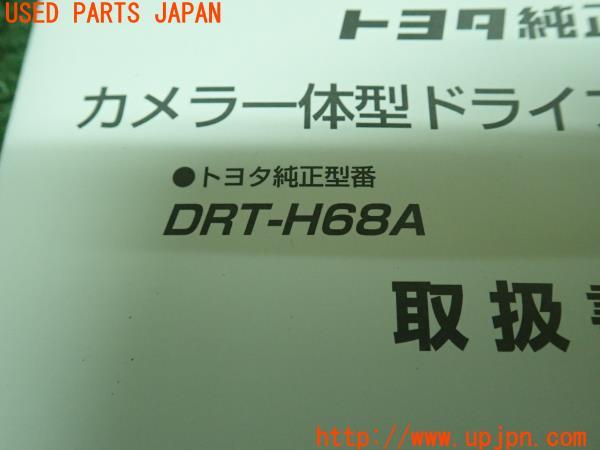 USED PARTS JAPAN
トヨタ純正
カメラ一体型ドライブ
●トヨタ純正型番
DRT-H68A
取扱書
http://www.upjpn.com